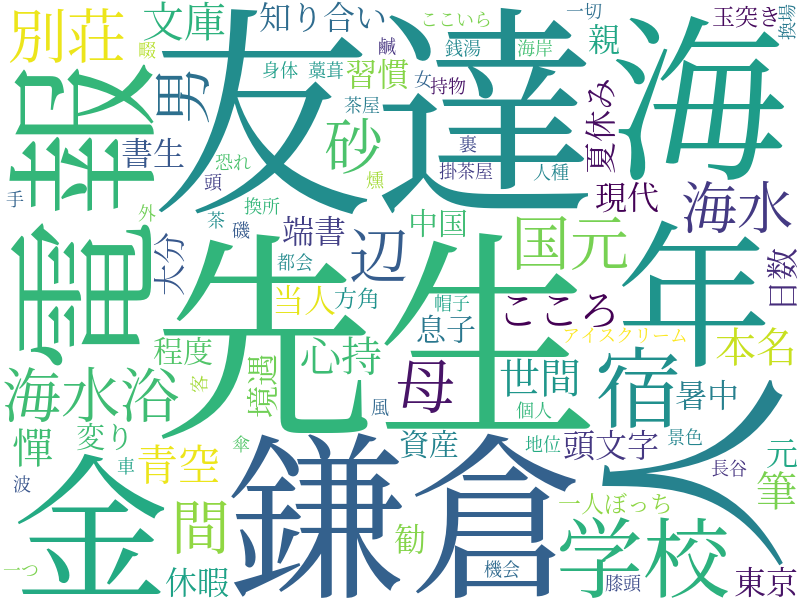 別荘
文庫
知り合い
ここいら
一切
玉突き
換場
畷
友達
鹹
銭湯
海岸
親
海
身体
藁葺
習慣
女
持物
夏休み
電報
男
茶屋
砂
書生
恐れ
裏
掛茶屋
人種
現代
海水
手
頭
燻
換所
外
茶
磯
端書
中国
国元
年
大分
辺
都会
先生
当人
方角
帽子
こころ
日数
息子
アイスクリーム
本名
程度
心持
境遇
客
母
世間
宿
暑中
海水浴
風
個人
憚
変り
傘
資産
地位
頭文字
景色
元
青空
車
長谷
波
金
間
鎌倉
勧
一人ぼっち
筆
人
学校
一つ
休暇
機会
膝頭
東京